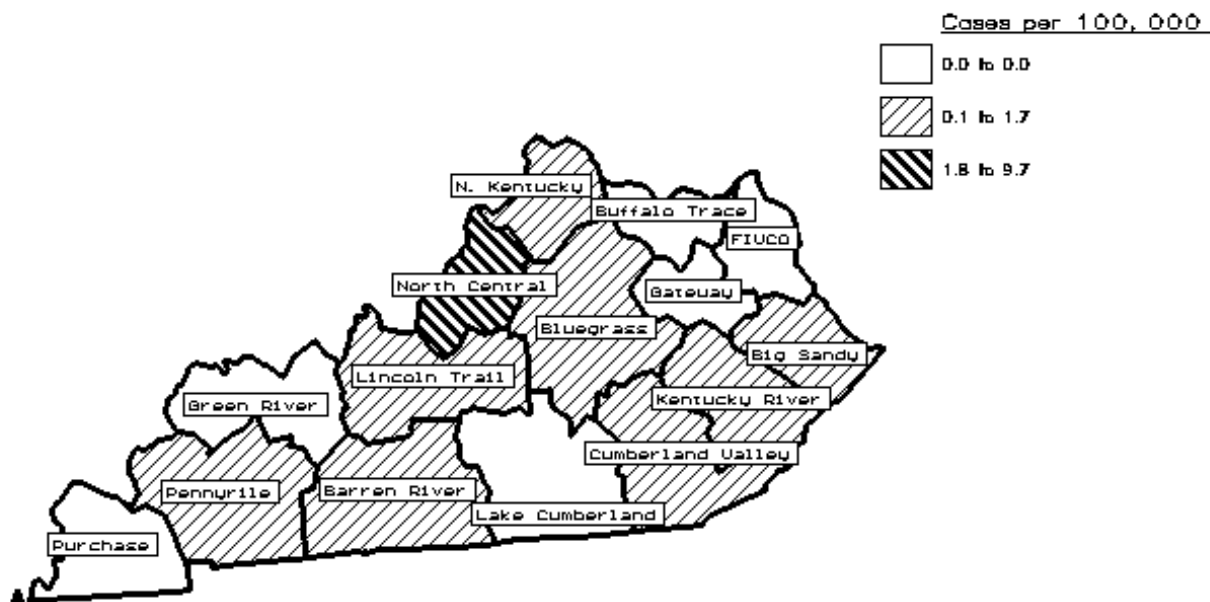 Cases per 100, 000
0.0 to 0.0
0.1 to 1.7
1.8 to 9.7
N. Kentucky
Buffalo Trace
FIVCO
North Central
Gateway
Bluegrass
Big Sandy
Lincoln Trail
Green River
Kentucky River
Cumberland Valley
Pennyrile
Barren River
Lake Cumberland
Purchase